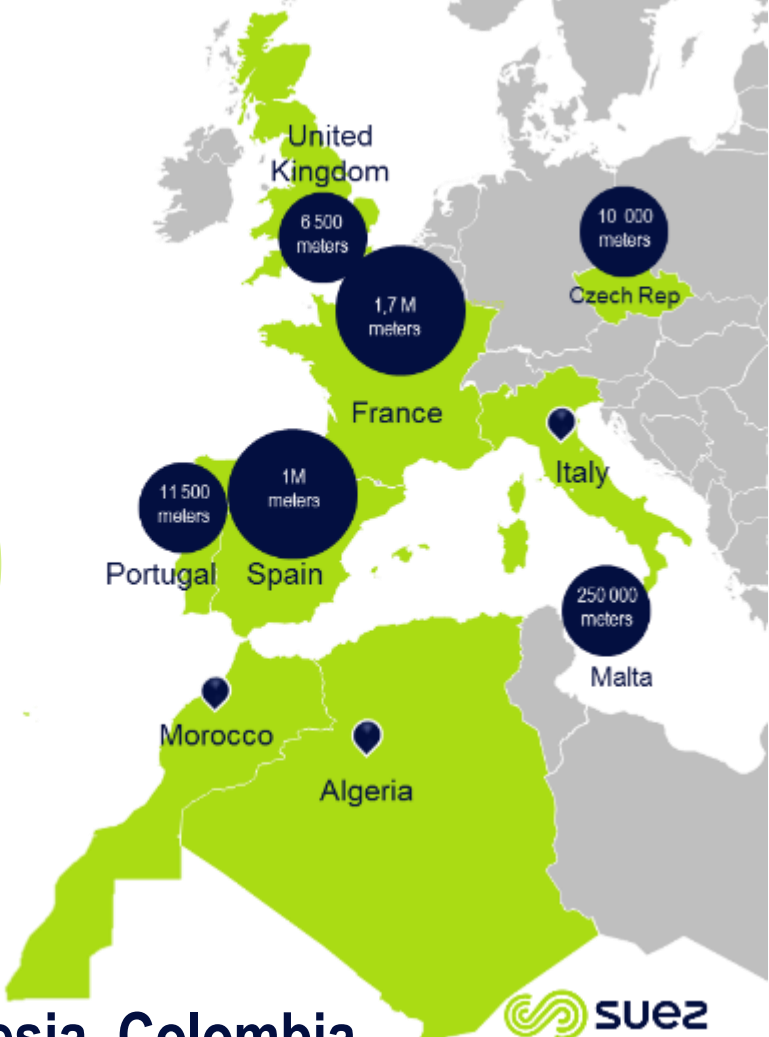 United
Kingdom
6 500
meters
10 000
meters
Czech Rep
1,7 M
meters
France
Italy
1M
meters
11 500
meters
Portugal
Spain
250 000
meters
Malta
Morocco
Algeria
Colombia
suez